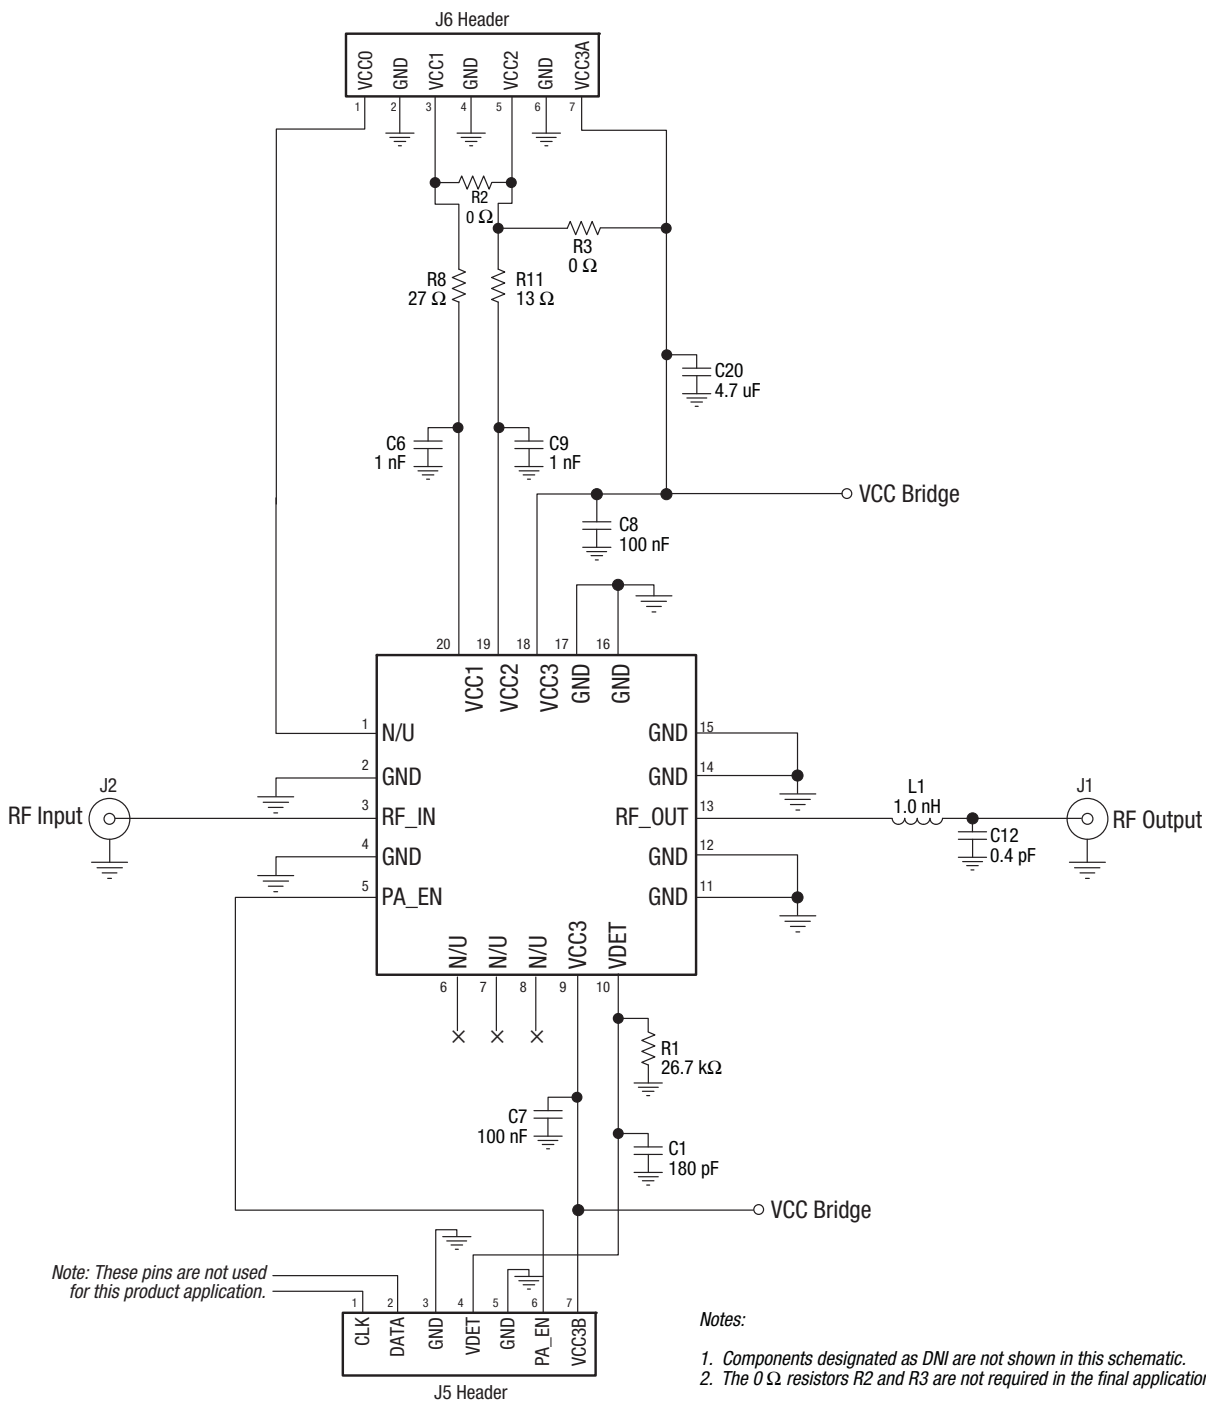 J6 Header
VCC0 GND VCC1 GND VCC2 GND VCC3A
1 2 3 4 5 6 7
R2
0 Ω
R3
0 Ω
R8
27 Ω
R11
13 Ω
C20
4.7 uF
C6
1 nF
C9
1 nF
VCC Bridge
C8
100 nF
20 19 18 17 16
VCC1 VCC2 VCC3 GND GND
1 N/U
2 GND
3 RF_IN
4 GND
5 PA_EN
GND 15
GND 14
RF_OUT 13
GND 12
GND 11
J2
RF Input
L1
1.0 nH
J1
RF Output
C12
0.4 pF
N/U N/U N/U VCC3 VDET
6 7 8 9 10
R1
26.7 kΩ
C7
100 nF
C1
180 pF
VCC Bridge
Note: These pins are not used
for this product application.
1 2 3 4 5 6 7
CLK DATA GND VDET GND PA_EN VCC3B
J5 Header
Notes:
1. Components designated as DNI are not shown in this schematic.
2. The 0 Ω resistors R2 and R3 are not required in the final application